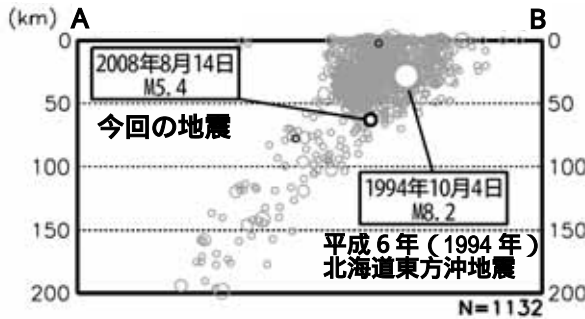 (km) A B
0 0
2008年8月14日
M5.4
50 50
今回の地震
100 100
1994年10月4日
M8.2
150 150
平成6年(1994年)
北海道東方沖地震
200 200
N=1132